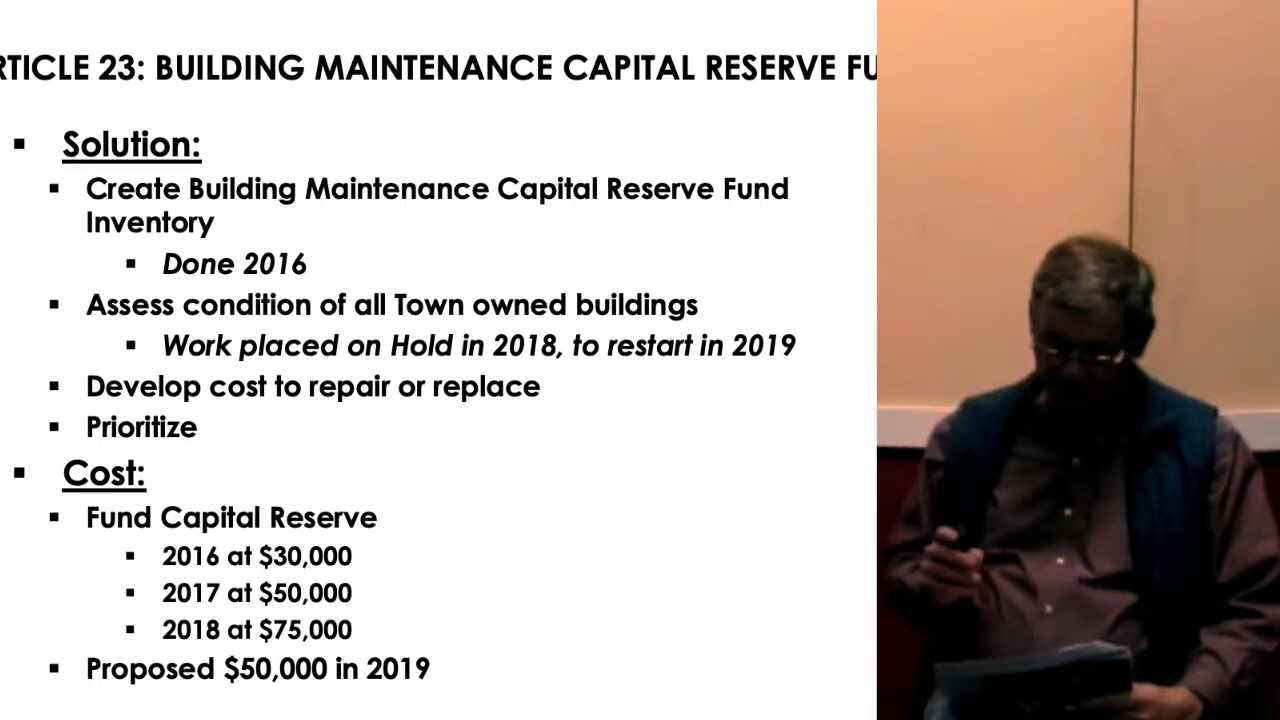 RTICLE 23: BUILDING MAINTENANCE CAPITAL RESERVE FU
▪ Solution:
▪ Create Building Maintenance Capital Reserve Fund
Inventory
▪ Done 2016
▪ Assess condition of all Town owned buildings
▪ Work placed on Hold in 2018, to restart in 2019
▪ Develop cost to repair or replace
▪ Prioritize
▪ Cost:
▪ Fund Capital Reserve
▪ 2016 at $30,000
▪ 2017 at $50,000
▪ 2018 at $75,000
▪ Proposed $50,000 in 2019